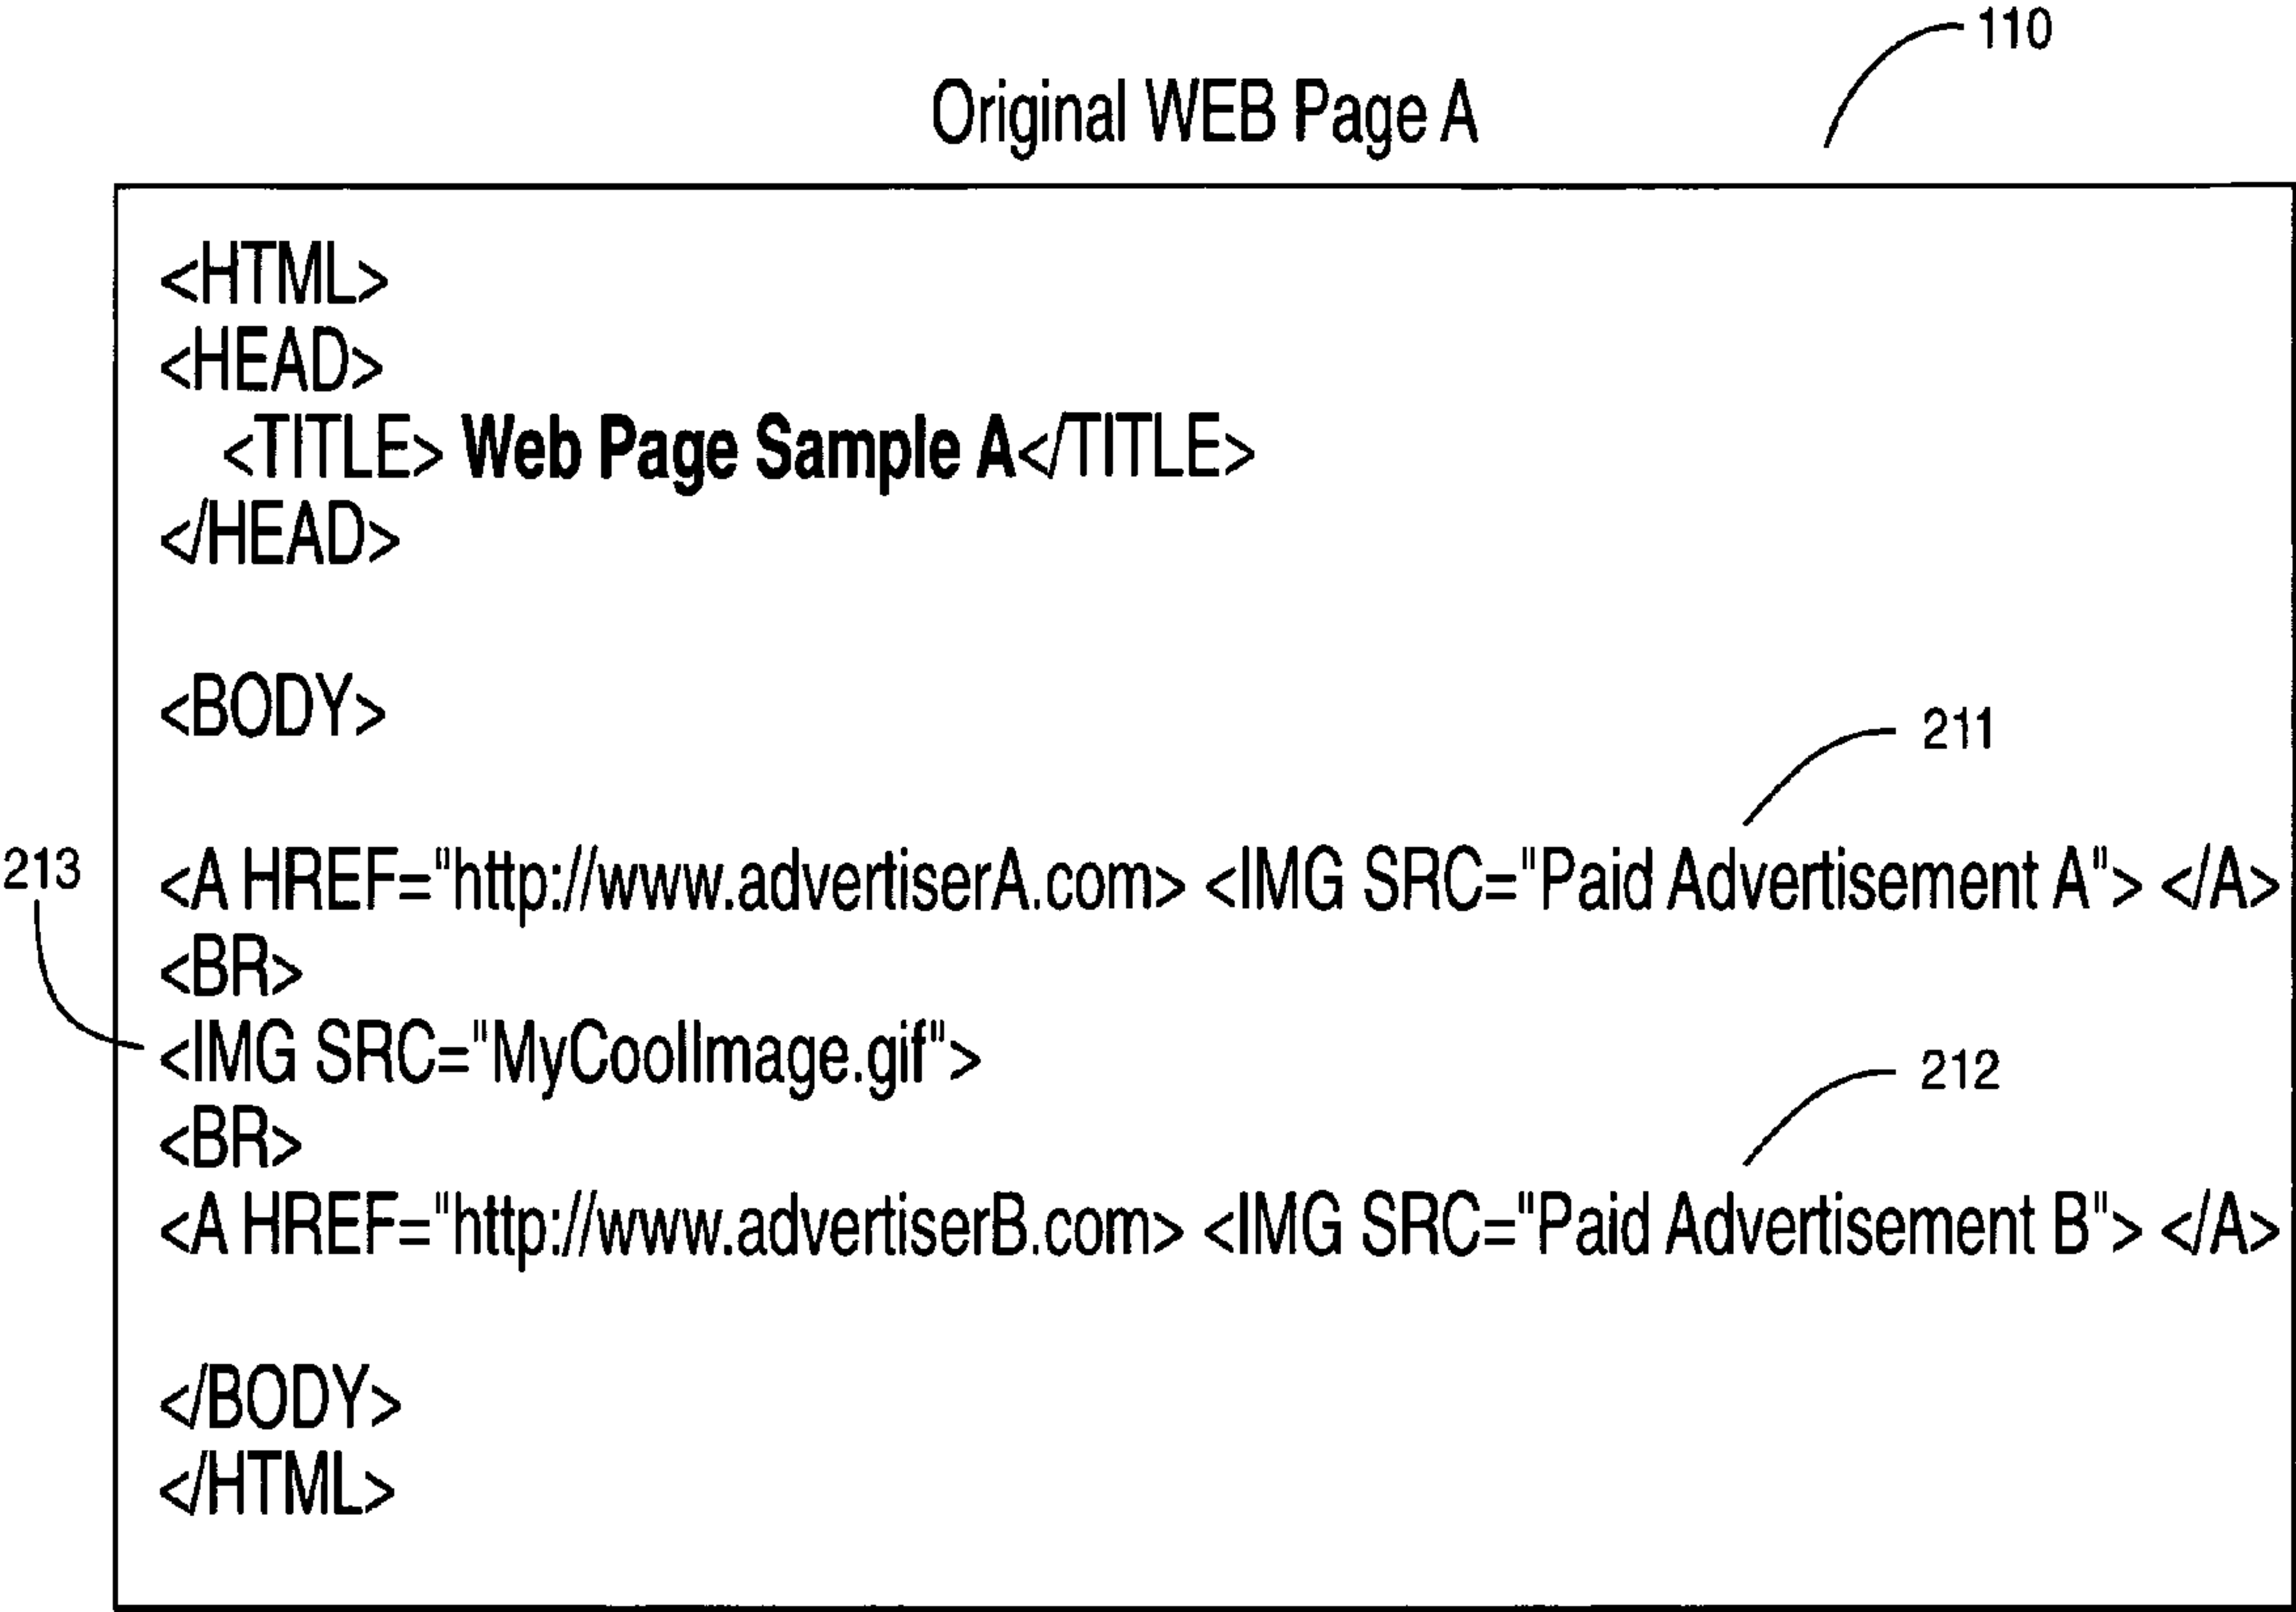 110
Original WEB Page A
<HTML>
<HEAD>
<TITLE> Web Page Sample A</TITLE>
</HEAD>
<BODY>
211
213
<A HREF="http://www.advertiserA.com> <IMG SRC="Paid Advertisement A"> </A>
<BR>
<IMG SRC="MyCoolImage.gif">
212
<BR>
<A HREF="http://www.advertiserB.com> <IMG SRC="Paid Advertisement B"> </A>
</BODY>
</HTML>